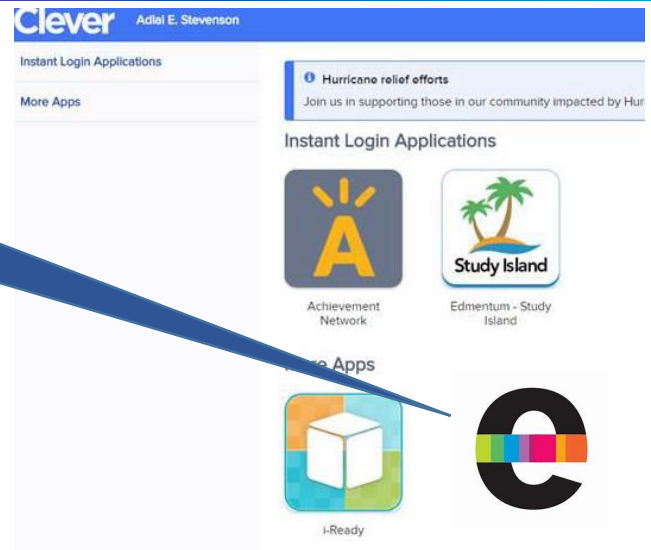 Clever Adlai E. Stevenson
Instant Login Applications
More Apps
Hurricane relief efforts
Join us in supporting those in our community impacted by Hur
Instant Login Applications
A
Study Island
Achievement
Network
Edmentum - Study
Island
Apps
i-Ready
e